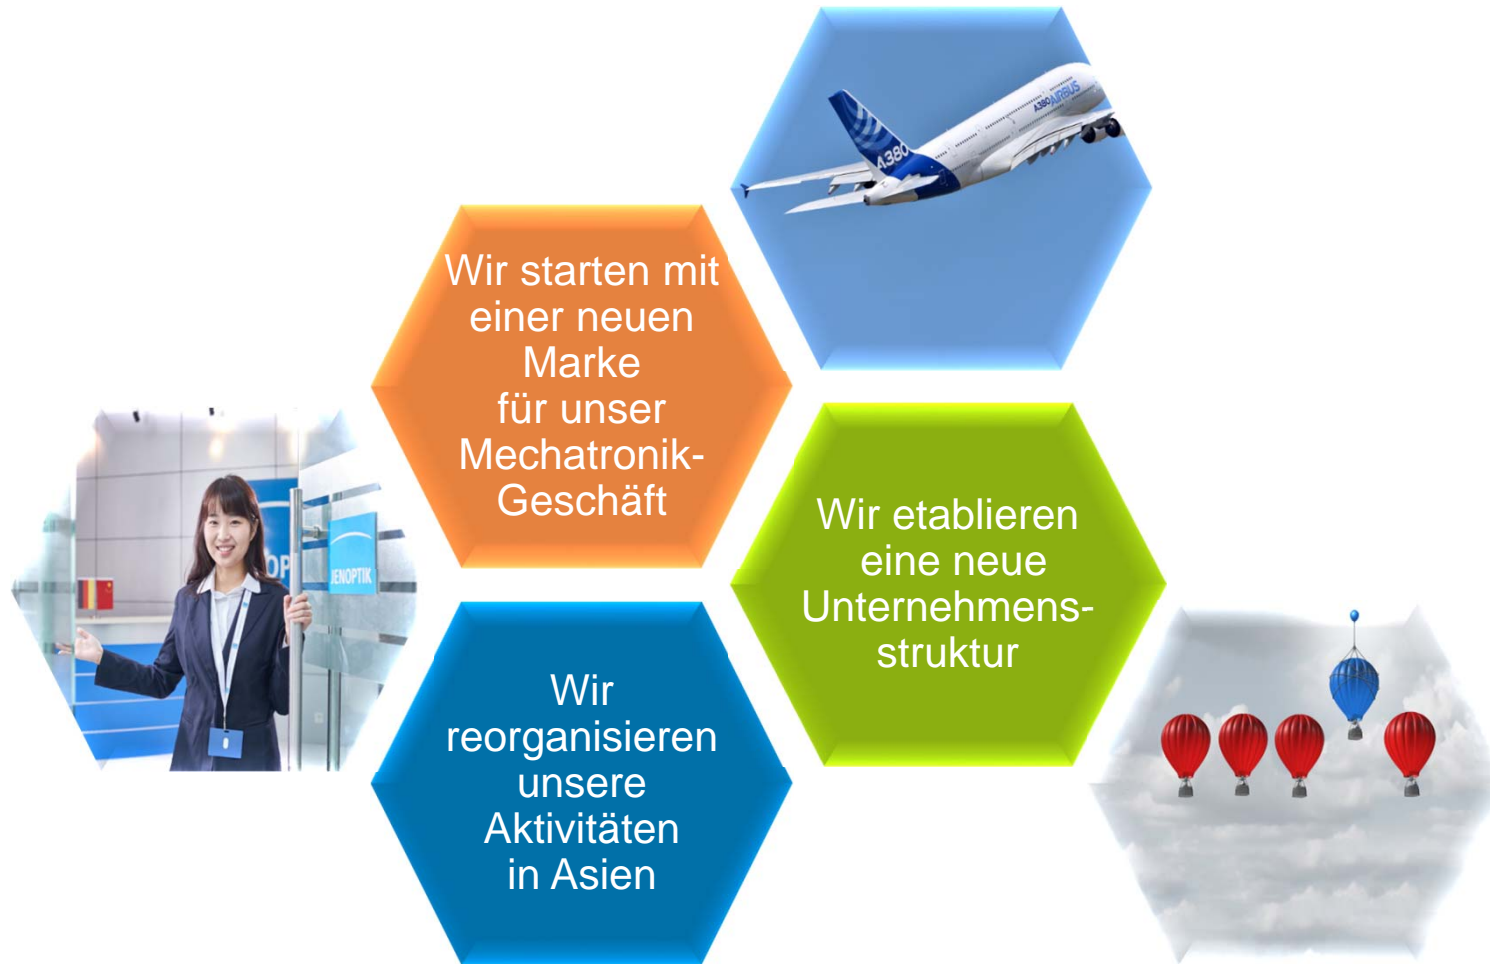 A380 AIRBUS
A380
Wir starten mit
einer neuen
Marke
für unser
Mechatronik-
Geschäft
OP
JENOPTIK
Wir etablieren
eine neue
Unternehmens-
struktur
Wir
reorganisieren
unsere
Aktivitäten
in Asien